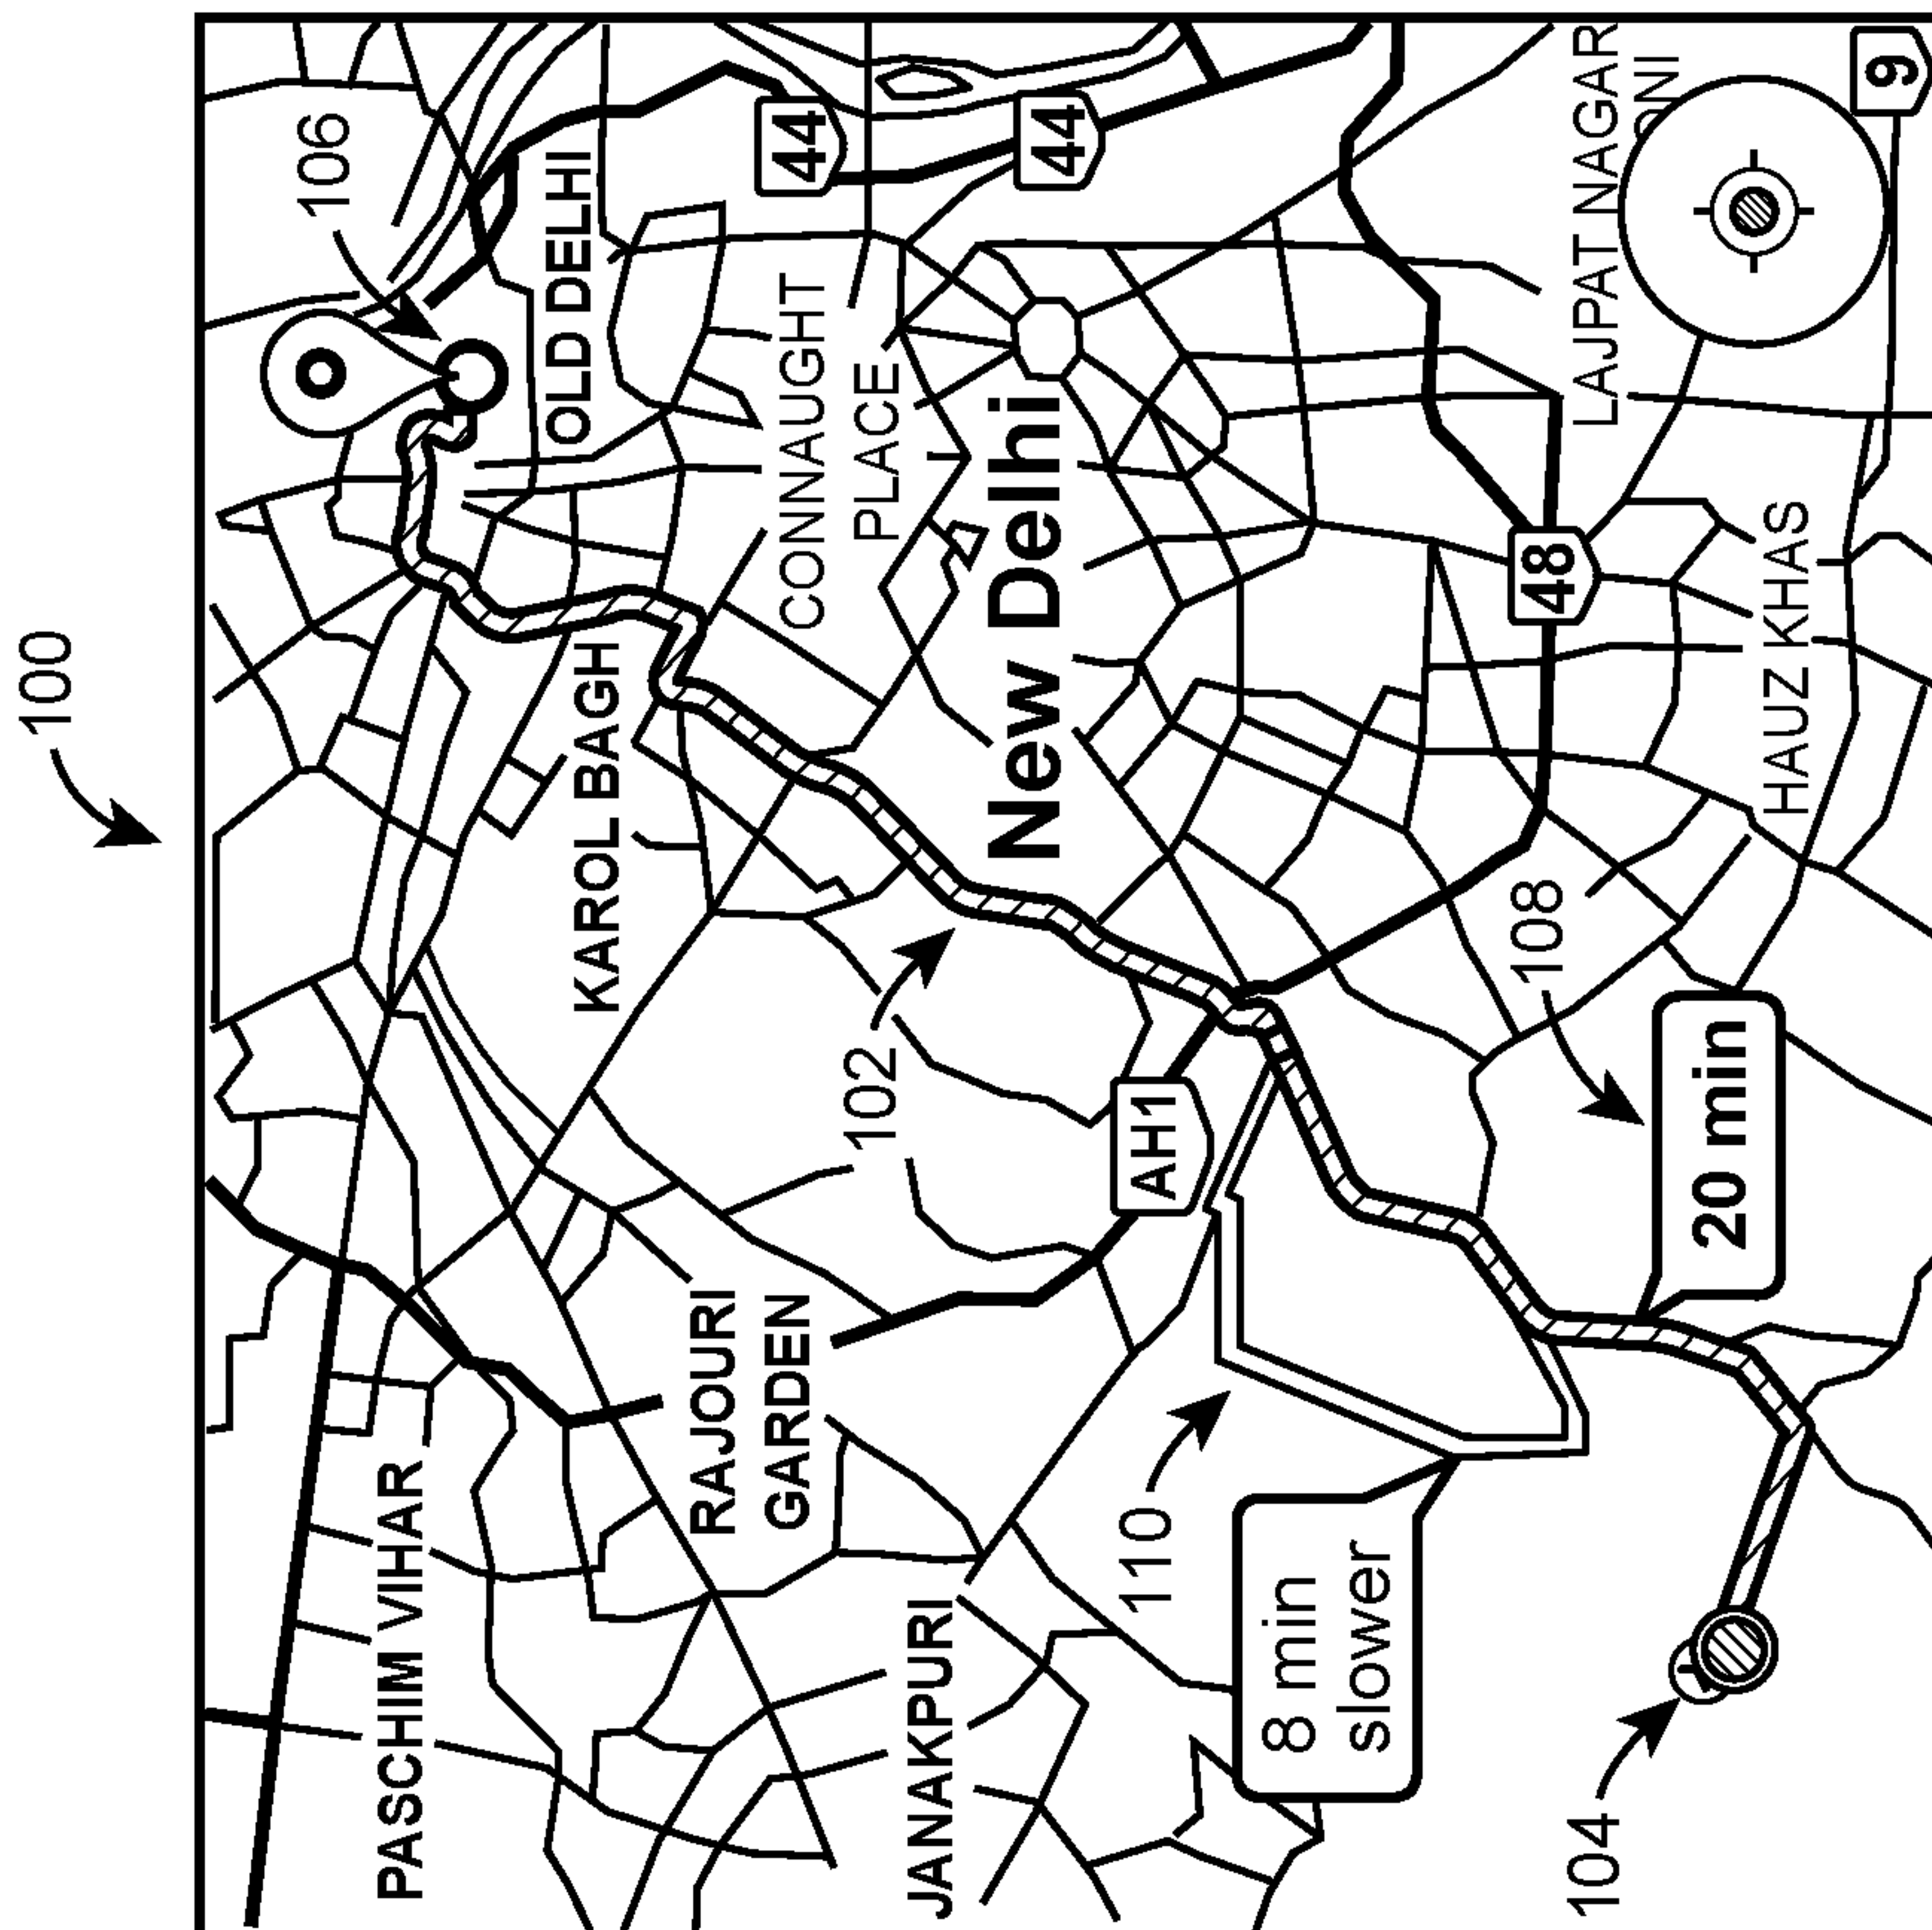 100
106
OLD DELHI
44
44
LAJPAT NAGAR
9
CONNAUGHT
PLACE
New Delhi
48
HAUZ KHAS
KAROL BAGH
102
AH1
108
20 min
RAJOURI
GARDEN
PASCHIM VIHAR
JANAKPURI
110
8 min
slower
104